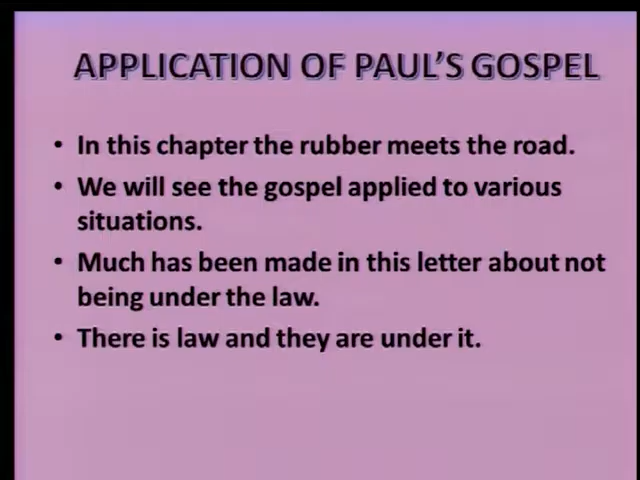 APPLICATION OF PAUL'S GOSPEL
• In this chapter the rubber meets the road.
• We will see the gospel applied to various
situations.
• Much has been made in this letter about not
being under the law.
• There is law and they are under it.